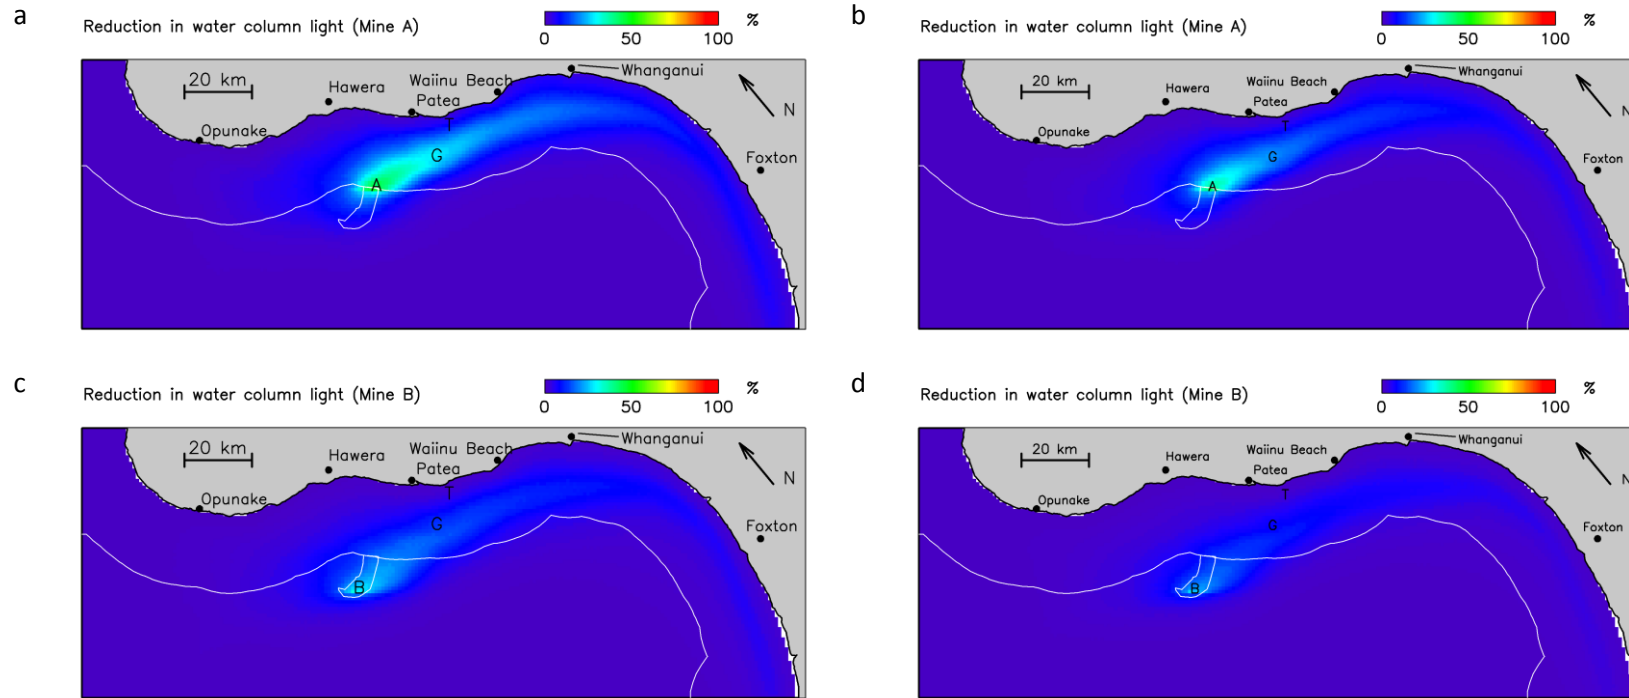 a
Reduction in water column light (Mine A)
%
0 50 100
20 km
Hawera
Waiinu Beach
Patea
Whanganui
Opunake
N
T
G
A
Foxton
b
Reduction in water column light (Mine A)
%
0 50 100
20 km
Hawera
Waiinu Beach
Patea
Whanganui
Opunake
N
T
G
A
Foxton
c
Reduction in water column light (Mine B)
%
0 50 100
20 km
Hawera
Waiinu Beach
Patea
Whanganui
Opunake
N
T
G
B
Foxton
d
Reduction in water column light (Mine B)
%
0 50 100
20 km
Hawera
Waiinu Beach
Patea
Whanganui
Opunake
N
T
G
B
Foxton